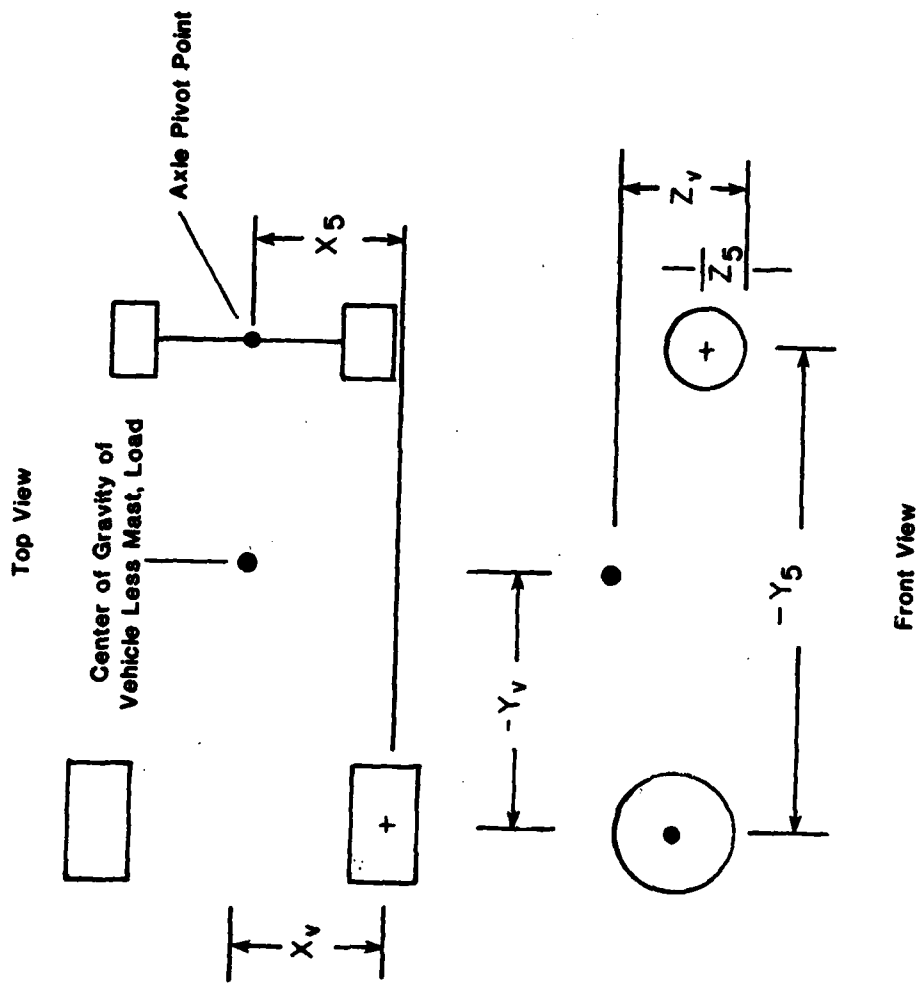 Top View
Center of Gravity of
Vehicle Less Mast, Load
Axle Pivot Point
X5
Xv
-Yv
Zv
Z5
-Y5
Front View